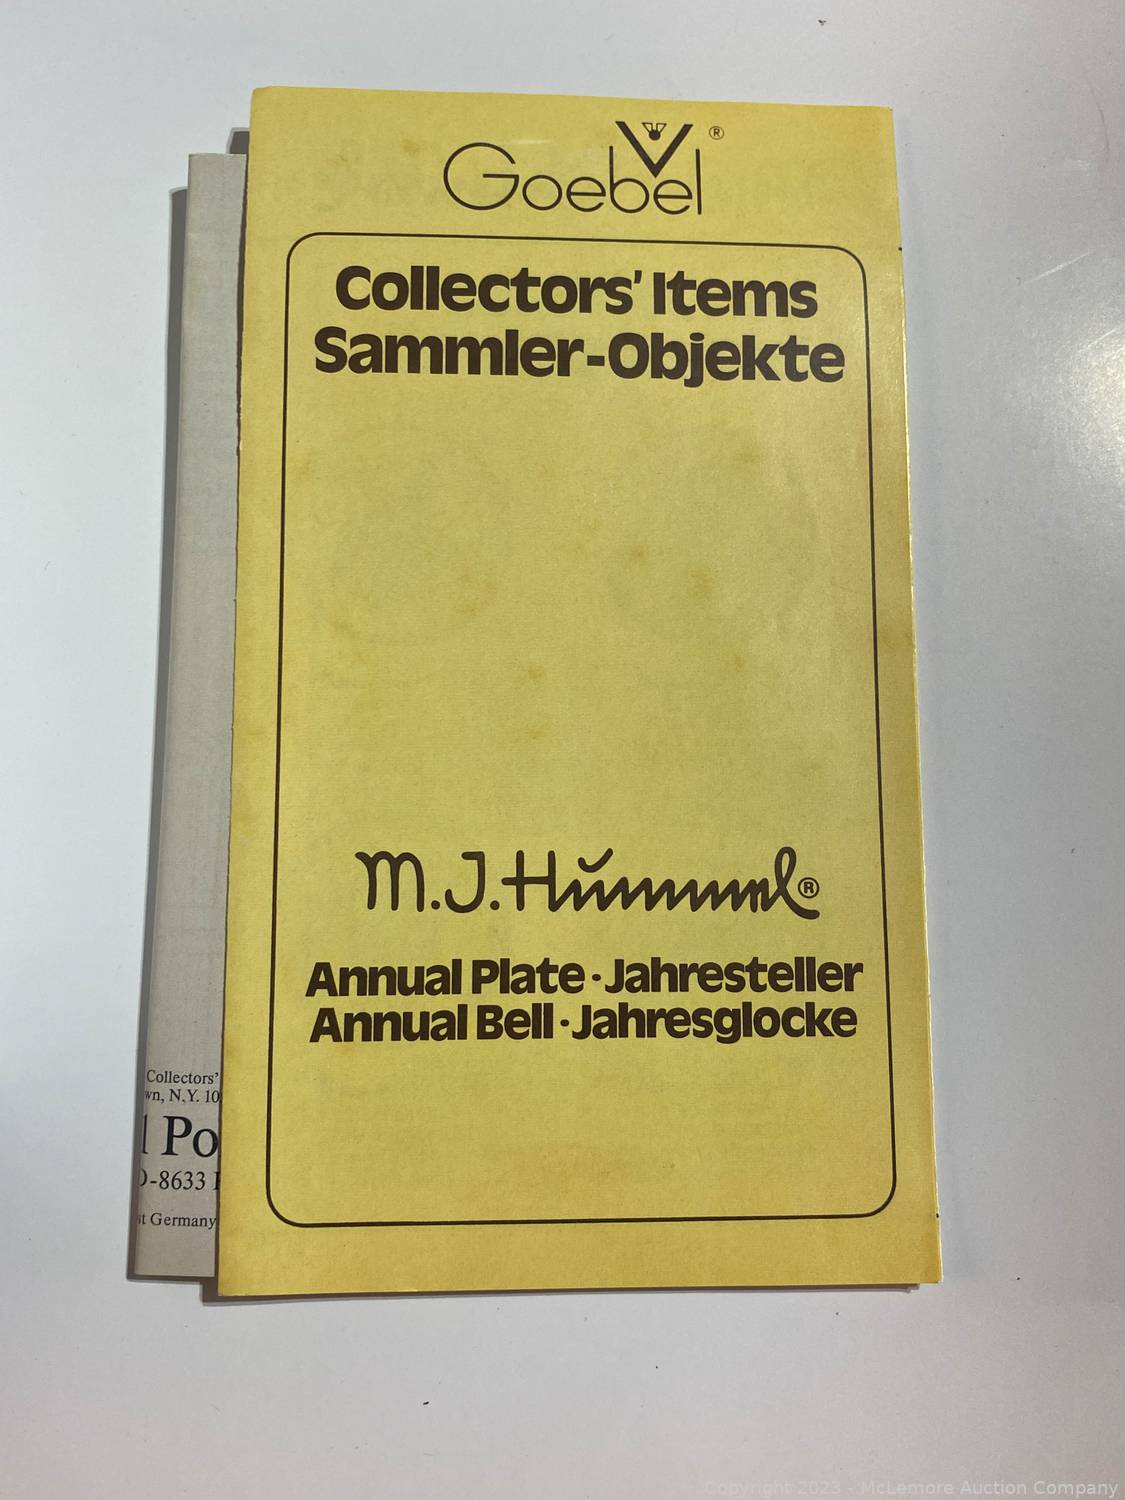 Goebel ®
Collectors' Items
Sammler-Objekte
M.J.Hummel®
Annual Plate · Jahresteller
Annual Bell · Jahresglocke
Collectors'
N.Y. 10
Po
D-8633
Germany
Copyright 2023 - McLemore Auction Company